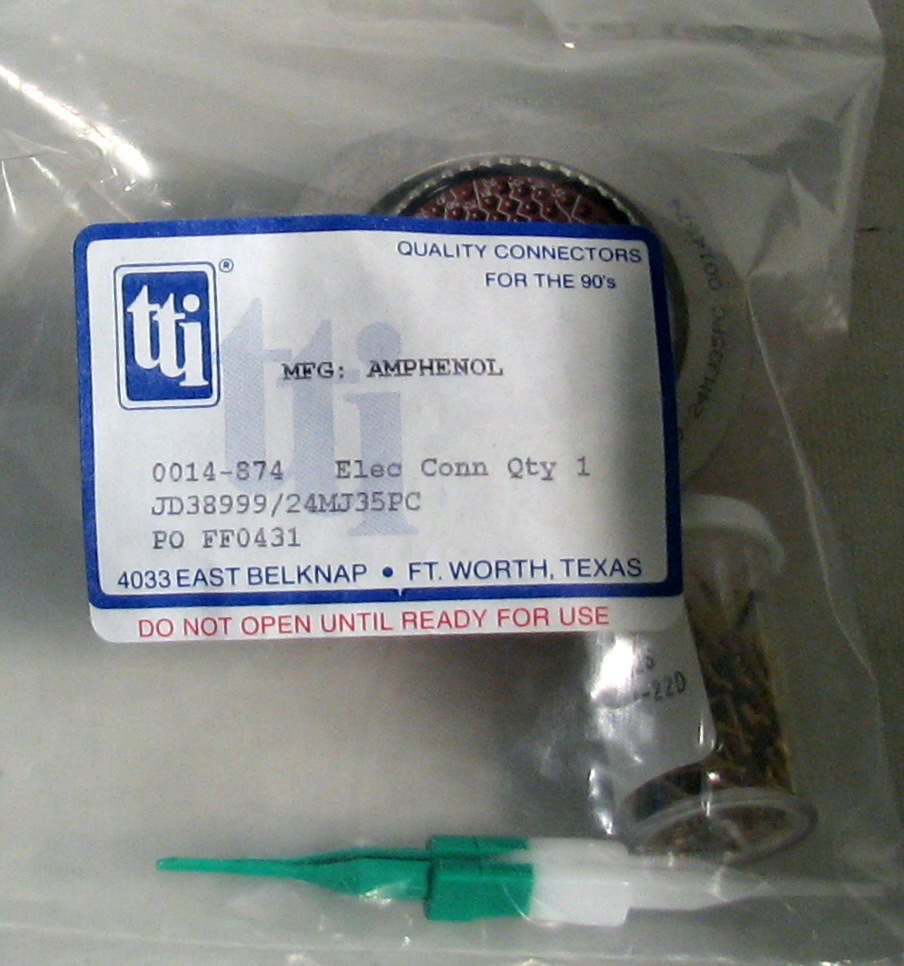 QUALITY CONNECTORS
FOR THE 90's
tti®
MFG: AMPHENOL
0014-874 Elec Conn Qty 1
JD38999/24MJ35PC
PO FF0431
4033 EAST BELKNAP • FT. WORTH, TEXAS
DO NOT OPEN UNTIL READY FOR USE
-22D